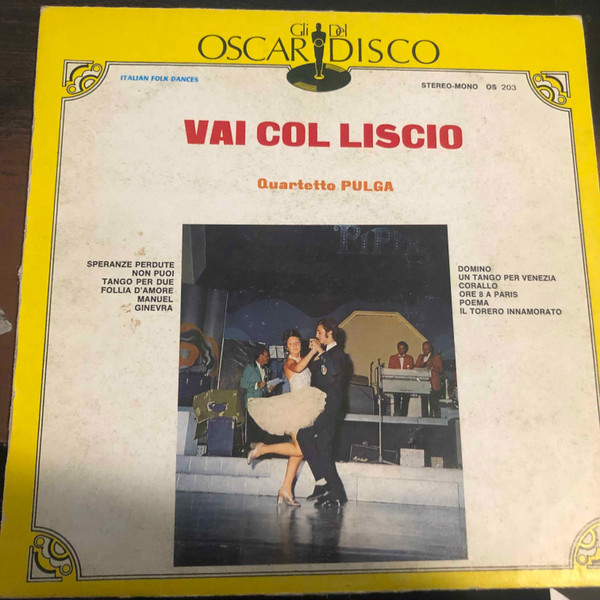 Gli Del
OSCAR DISCO
ITALIAN FOLK-DANCES
STEREO-MONO OS 203
VAI COL LISCIO
Quartetto PULGA
SPERANZE PERDUTE
NON PUOI
TANGO PER DUE
FOLLIA D'AMORE
MANUEL
GINEVRA
DOMINO
UN TANGO PER VENEZIA
CORALLO
ORE 8 A PARIS
POEMA
IL TORERO INNAMORATO